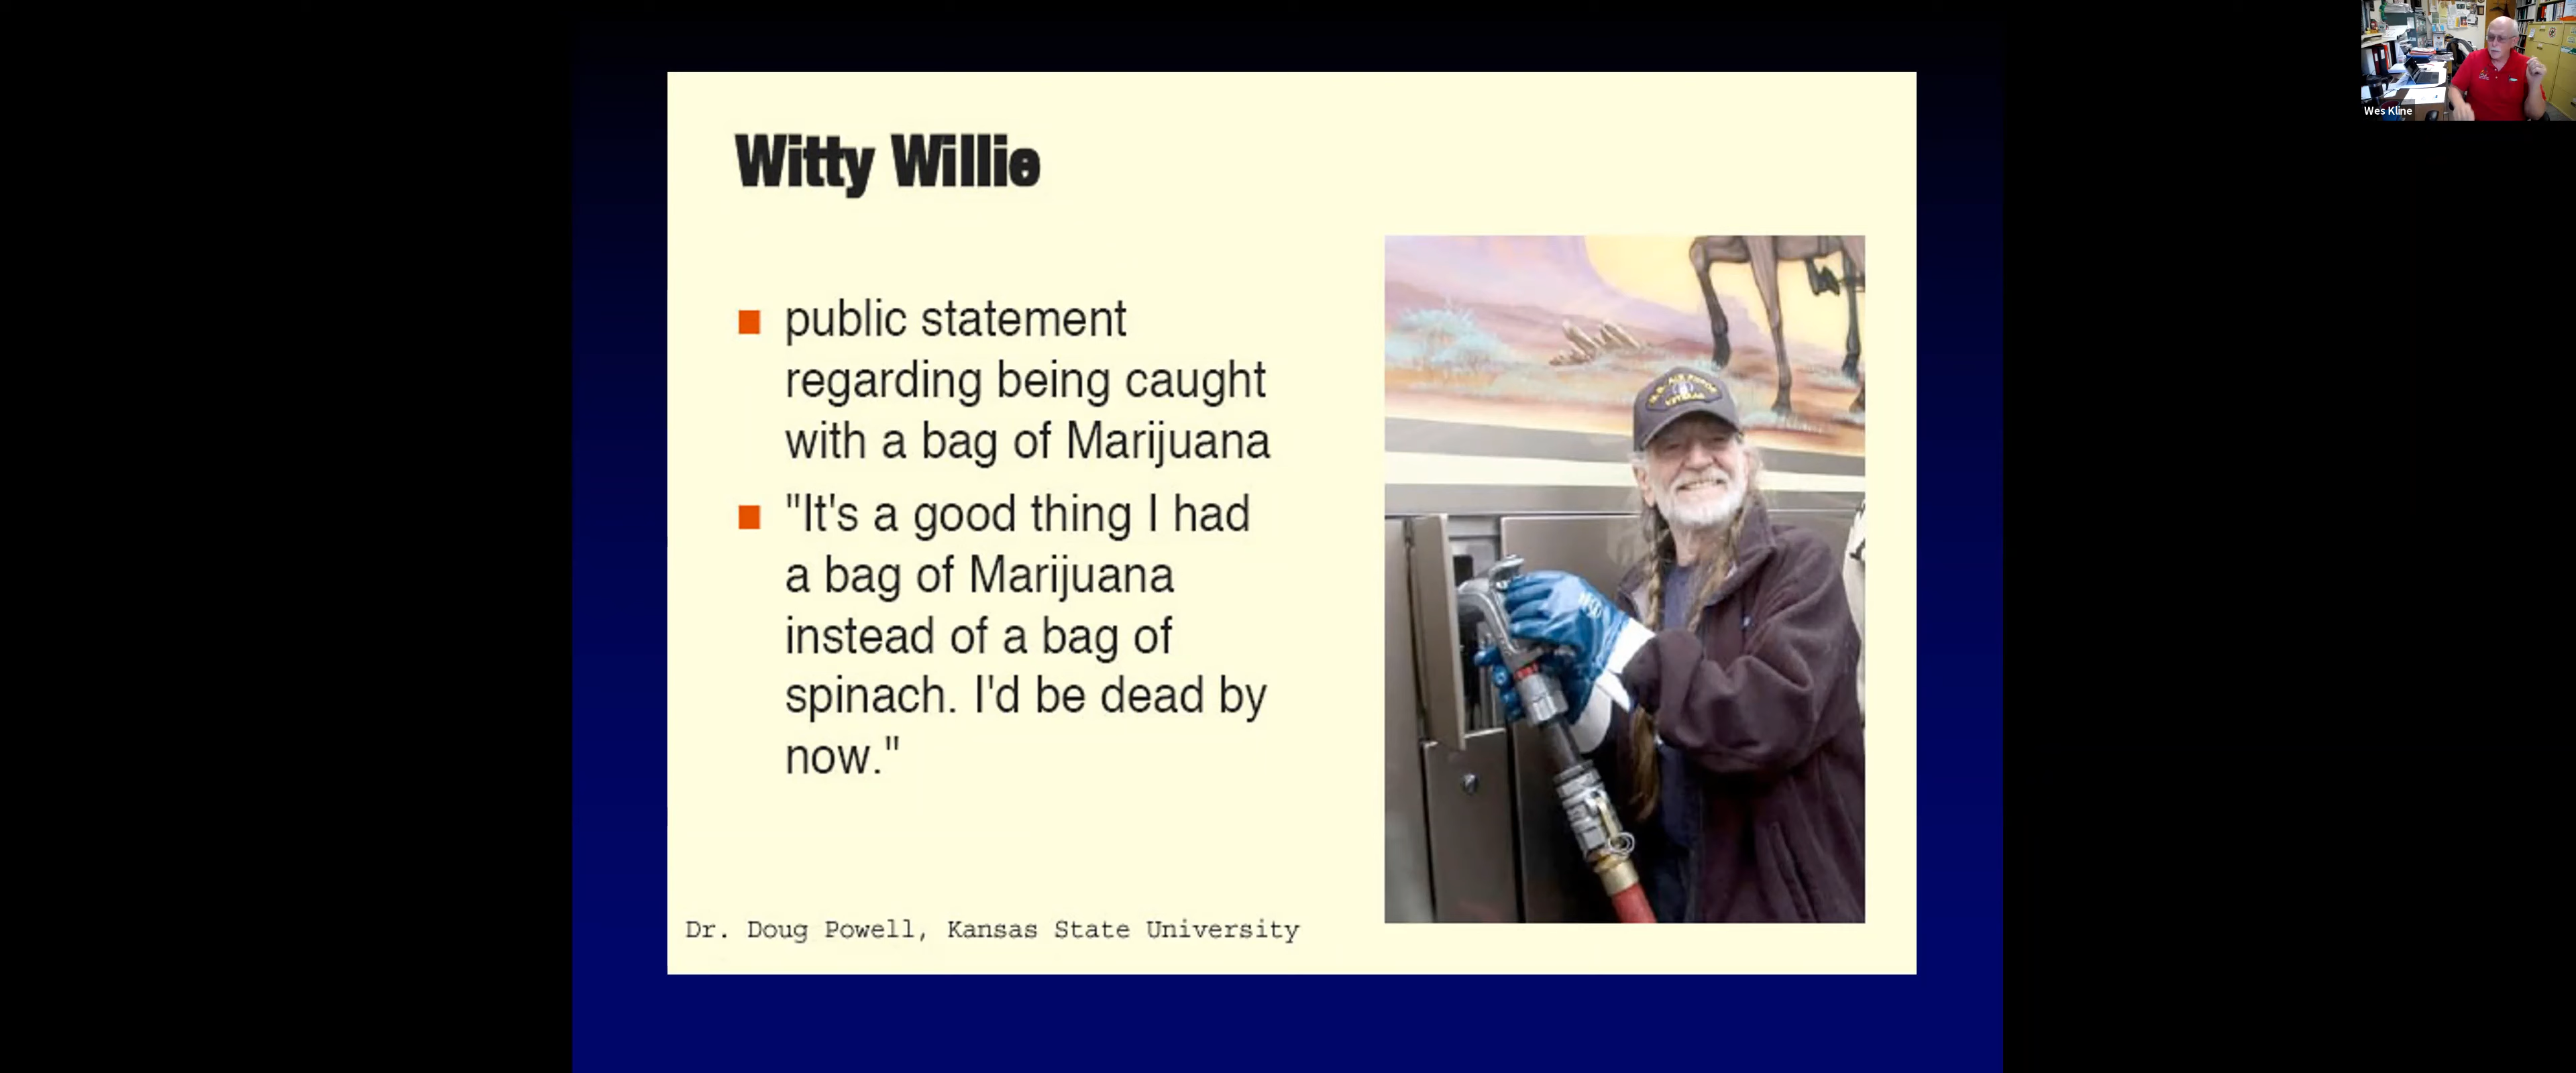 Witty Willie
public statement
regarding being caught
with a bag of Marijuana
"It's a good thing I had
a bag of Marijuana
instead of a bag of
spinach. I'd be dead by
now."
Dr. Doug Powell, Kansas State University
VETERAN
Wes Kline